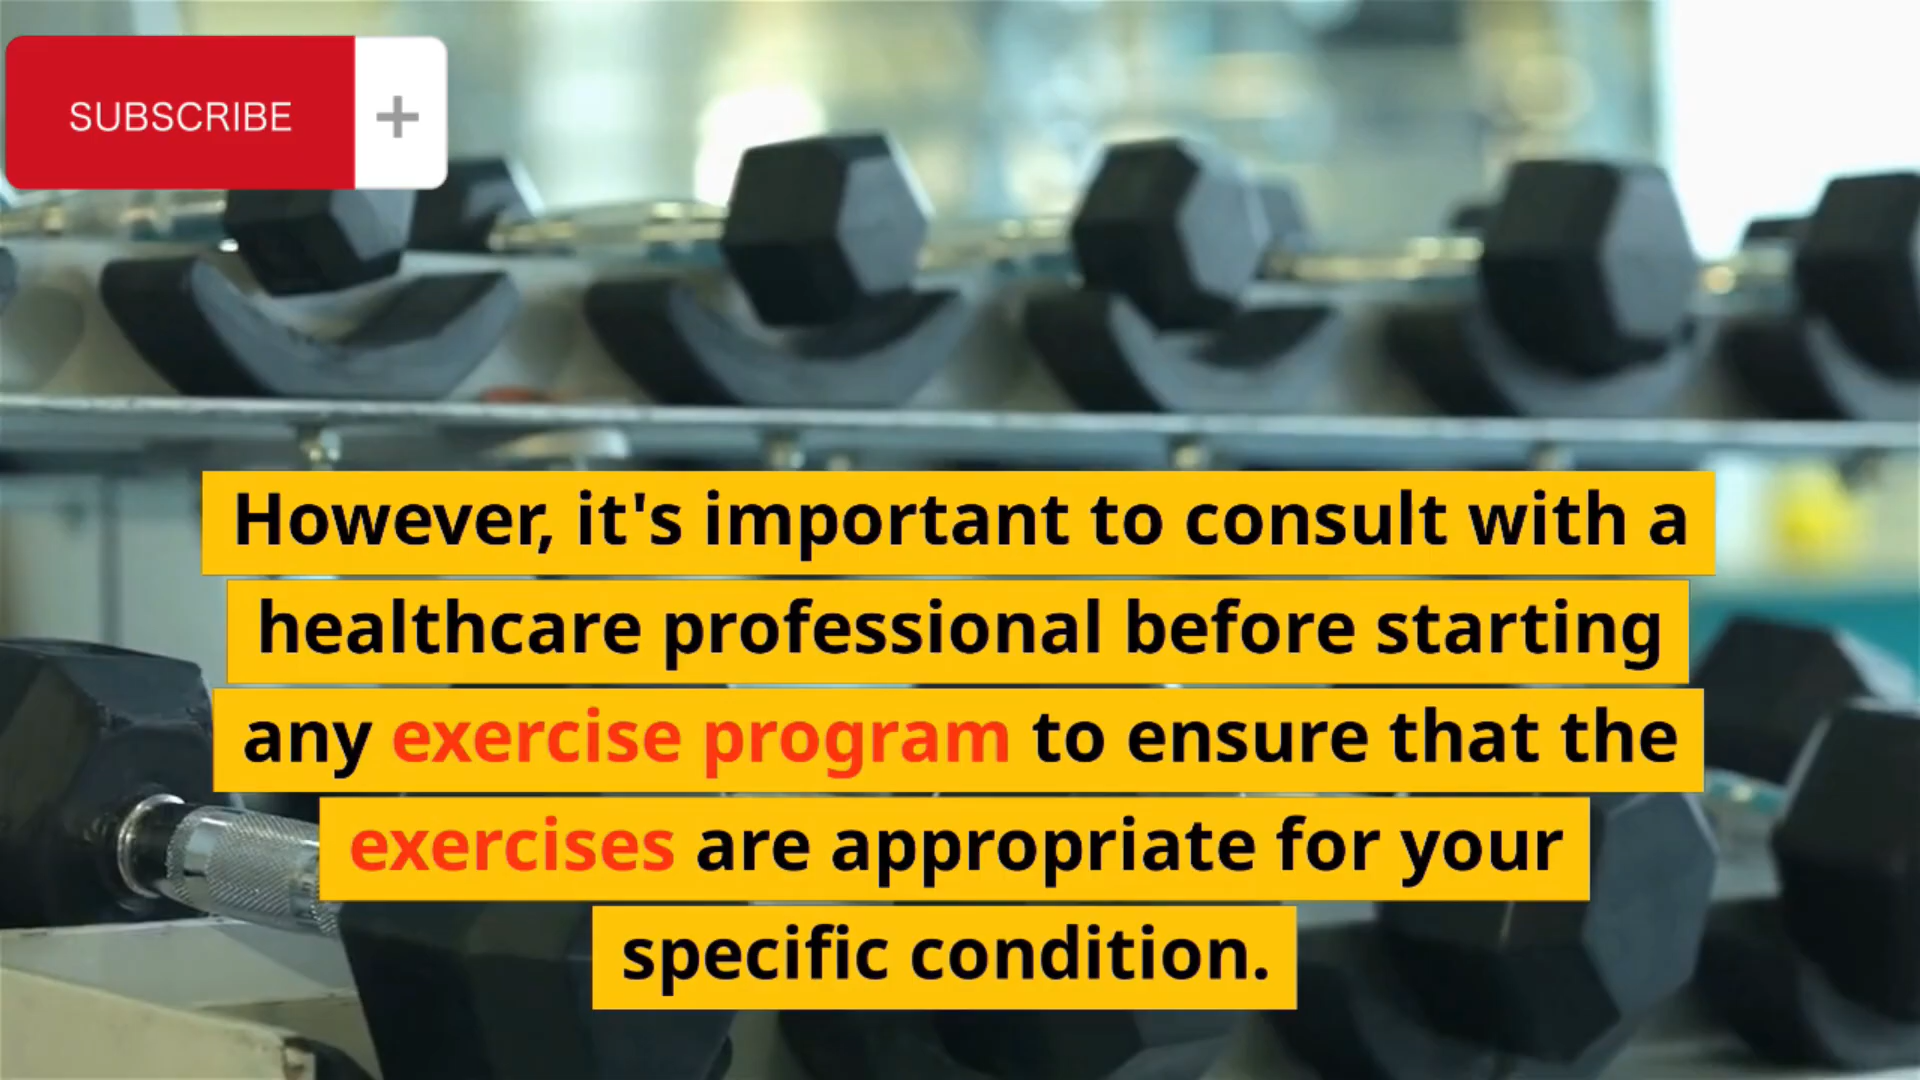 SUBSCRIBE +
However, it's important to consult with a
healthcare professional before starting
any exercise program to ensure that the
exercises are appropriate for your
specific condition.